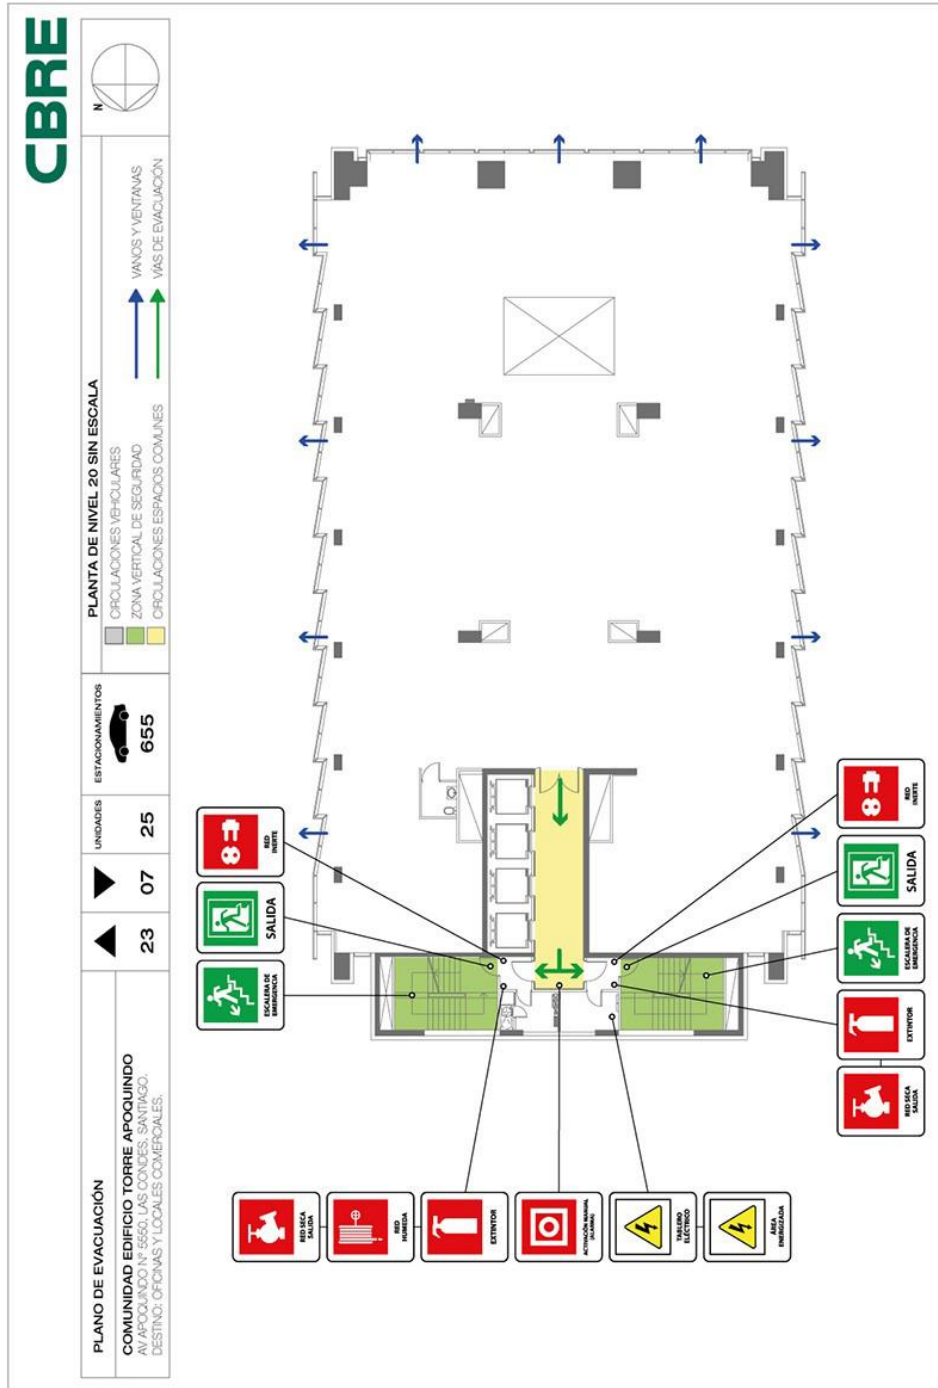 CBRE
PLANO DE EVACUACIÓN
COMUNIDAD EDIFICIO TORRE APOQUINDO
AV APOQUINDO Nº 5550, LAS CONDES, SANTIAGO.
DESTINO: OFICINAS Y LOCALES COMERCIALES.
23
07
UNIDADES
25
ESTACIONAMIENTOS
655
PLANTA DE NIVEL 20 SIN ESCALA
CIRCULACIONES VEHICULARES
ZONA VERTICAL DE SEGURIDAD
CIRCULACIONES ESPACIOS COMUNES
VANOS Y VENTANAS
VÍAS DE EVACUACIÓN
N
ESCALERA DE
EMERGENCIA
SALIDA
RED
INERTE
RED SECA
SALIDA
RED
HUMEDA
EXTINTOR
ACTIVACIÓN MANUAL
(ALARMA)
TABLERO
ELÉCTRICO
ÁREA
ENERGIZADA
RED SECA
SALIDA
EXTINTOR
ESCALERA DE
EMERGENCIA
SALIDA
RED
INERTE